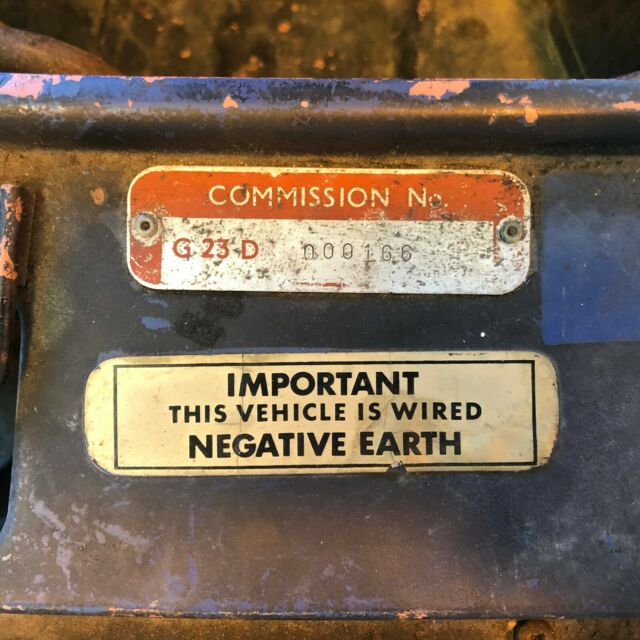 COMMISSION No.
G 23 D 000166
IMPORTANT
THIS VEHICLE IS WIRED
NEGATIVE EARTH